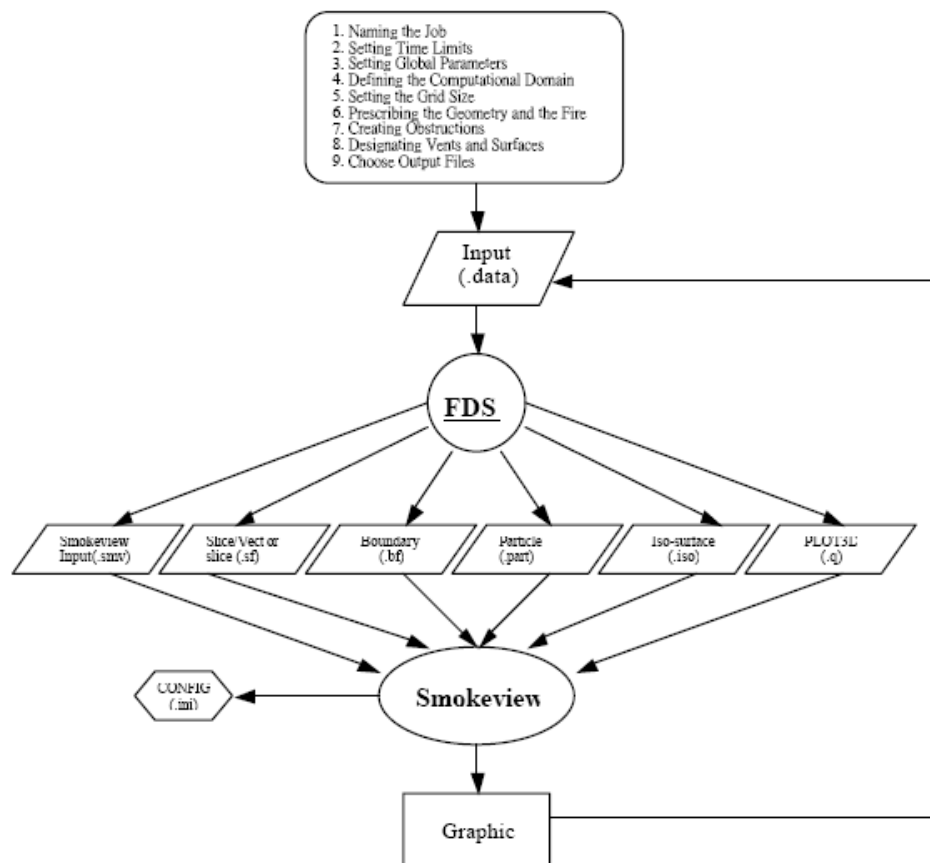 1. Naming the Job
2. Setting Time Limits
3. Setting Global Parameters
4. Defining the Computational Domain
5. Setting the Grid Size
6. Prescribing the Geometry and the Fire
7. Creating Obstructions
8. Designating Vents and Surfaces
9. Choose Output Files
Input
(.data)
FDS
Smokeview
Input(.smv)
Slice/Vector
slice (.sf)
Boundary
(.bf)
Particle
(.part)
Iso-surface
(.iso)
PLOT3D
(.q)
CONFIG
(.ini)
Smokeview
Graphic